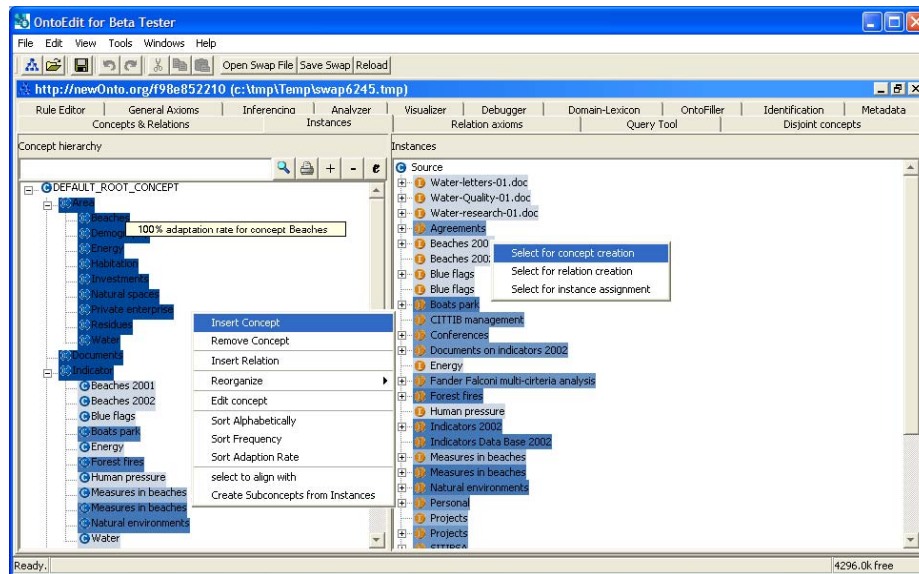 OntoEdit for Beta Tester
File Edit View Tools Windows Help
Open Swap File Save Swap Reload
http://newOnto.org/f98e852210 (c:\tmp\Temp\swap6245.tmp)
Rule Editor General Axioms Inferencing Analyzer Visualizer Debugger Domain-Lexicon OntoFiller Identification Metadata
Concepts & Relations Instances Relation axioms Query Tool Disjoint concepts
Concept hierarchy
+ - e
DEFAULT_ROOT_CONCEPT
Area
Beaches
100% adaptation rate for concept Beaches
Energy
Habitation
Investments
Natural spaces
Private enterprise
Residues
Water
Documents
Indicator
Beaches 2001
Beaches 2002
Blue flags
Boats park
Energy
Forest fires
Human pressure
Measures in beaches
Measures in beaches
Natural environments
Water
Insert Concept
Remove Concept
Insert Relation
Reorganize
Edit concept
Sort Alphabetically
Sort Frequency
Sort Adaption Rate
select to align with
Create Subconcepts from Instances
Instances
Source
Water-letters-01.doc
Water-Quality-01.doc
Water-research-01.doc
Agreements
Beaches 200
Beaches 200
Blue flags
Blue flags
Boats park
CITTIB management
Conferences
Documents on indicators 2002
Energy
Fander Falconi multi-cirteria analysis
Forest fires
Human pressure
Indicators 2002
Indicators Data Base 2002
Measures in beaches
Measures in beaches
Natural environments
Personal
Projects
Projects
Select for concept creation
Select for relation creation
Select for instance assignment
Ready.
4296.0k free